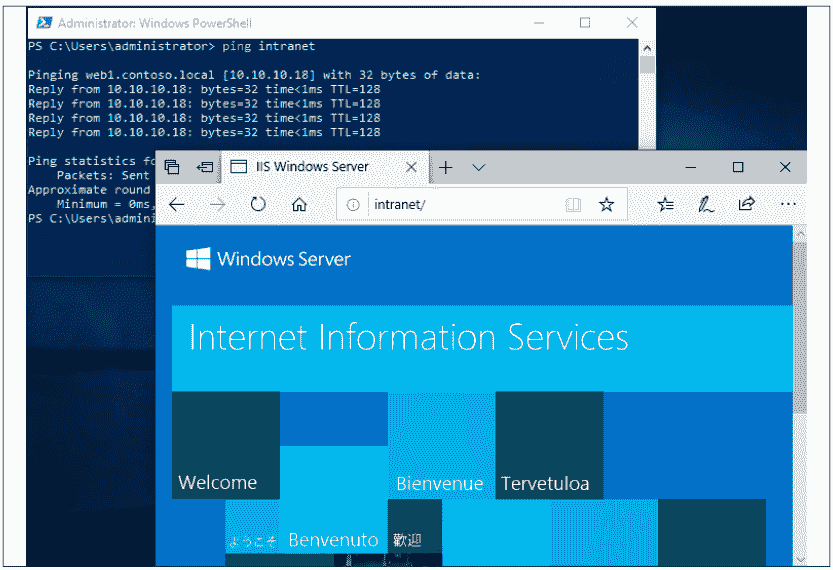 Administrator: Windows PowerShell
PS C:\Users\administrator> ping intranet
Pinging web1.contoso.local [10.10.10.18] with 32 bytes of data:
Reply from 10.10.10.18: bytes=32 time<1ms TTL=128
Reply from 10.10.10.18: bytes=32 time<1ms TTL=128
Reply from 10.10.10.18: bytes=32 time<1ms TTL=128
Reply from 10.10.10.18: bytes=32 time<1ms TTL=128
Ping statistics fo
Packets: Sent
Approximate round
Minimum = 0ms,
PS C:\Users\admini
IIS Windows Server
intranet/
Windows Server
Internet Information Services
Welcome
Bienvenue
Tervetuloa
ようこそ
Benvenuto
歡迎